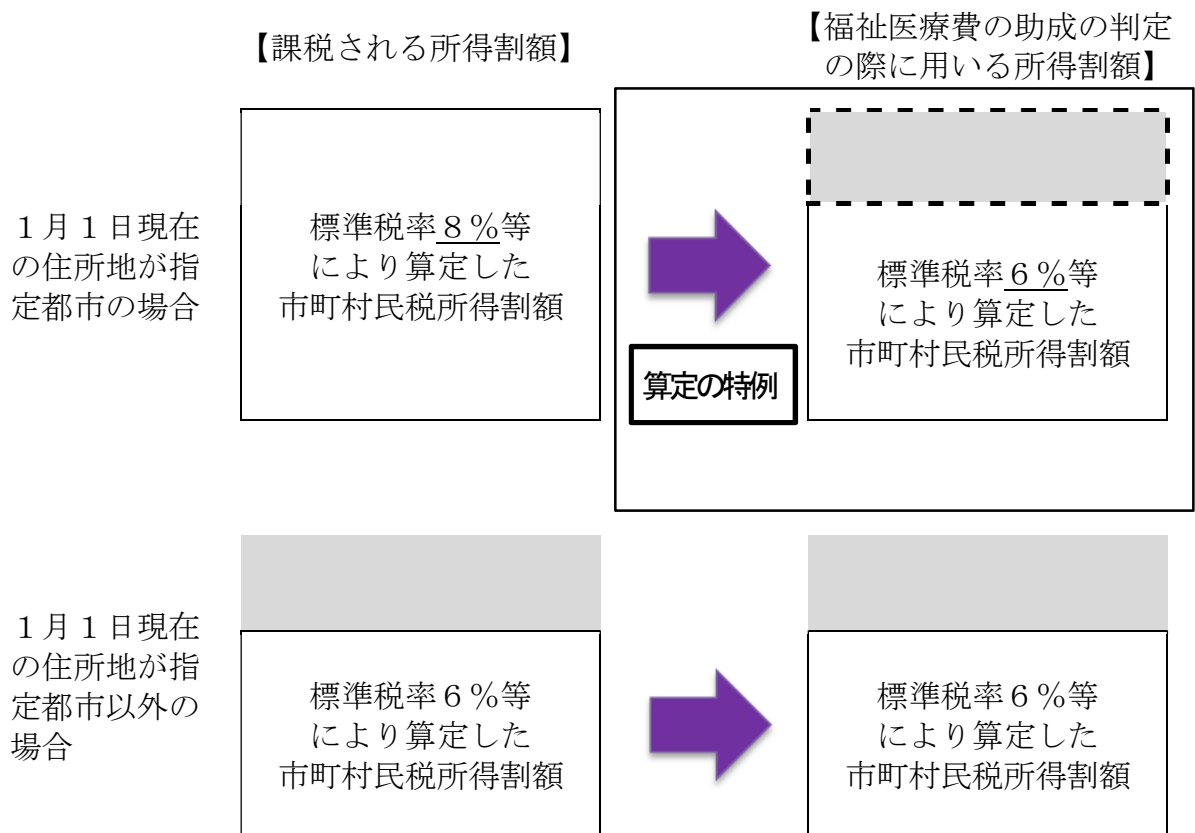 【課税される所得割額】
【福祉医療費の助成の判定
の際に用いる所得割額】
１月１日現在
の住所地が指
定都市の場合
標準税率８％等
により算定した
市町村民税所得割額
算定の特例
標準税率６％等
により算定した
市町村民税所得割額
１月１日現在
の住所地が指
定都市以外の
場合
標準税率６％等
により算定した
市町村民税所得割額
標準税率６％等
により算定した
市町村民税所得割額